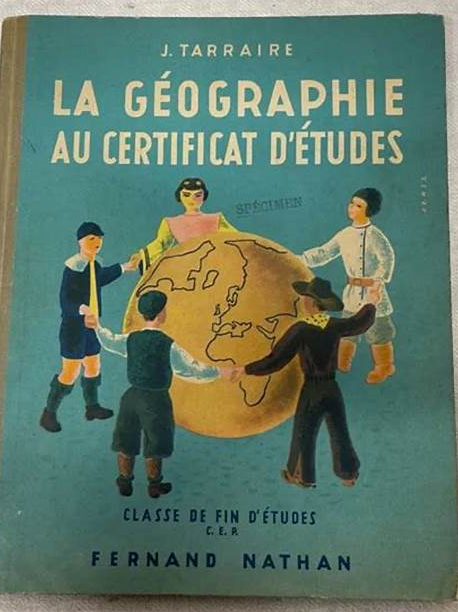 J. TARRAIRE
LA GÉOGRAPHIE
AU CERTIFICAT D'ÉTUDES
SPÉCIMEN
CLASSE DE FIN D'ÉTUDES
C. E. P.
FERNAND NATHAN